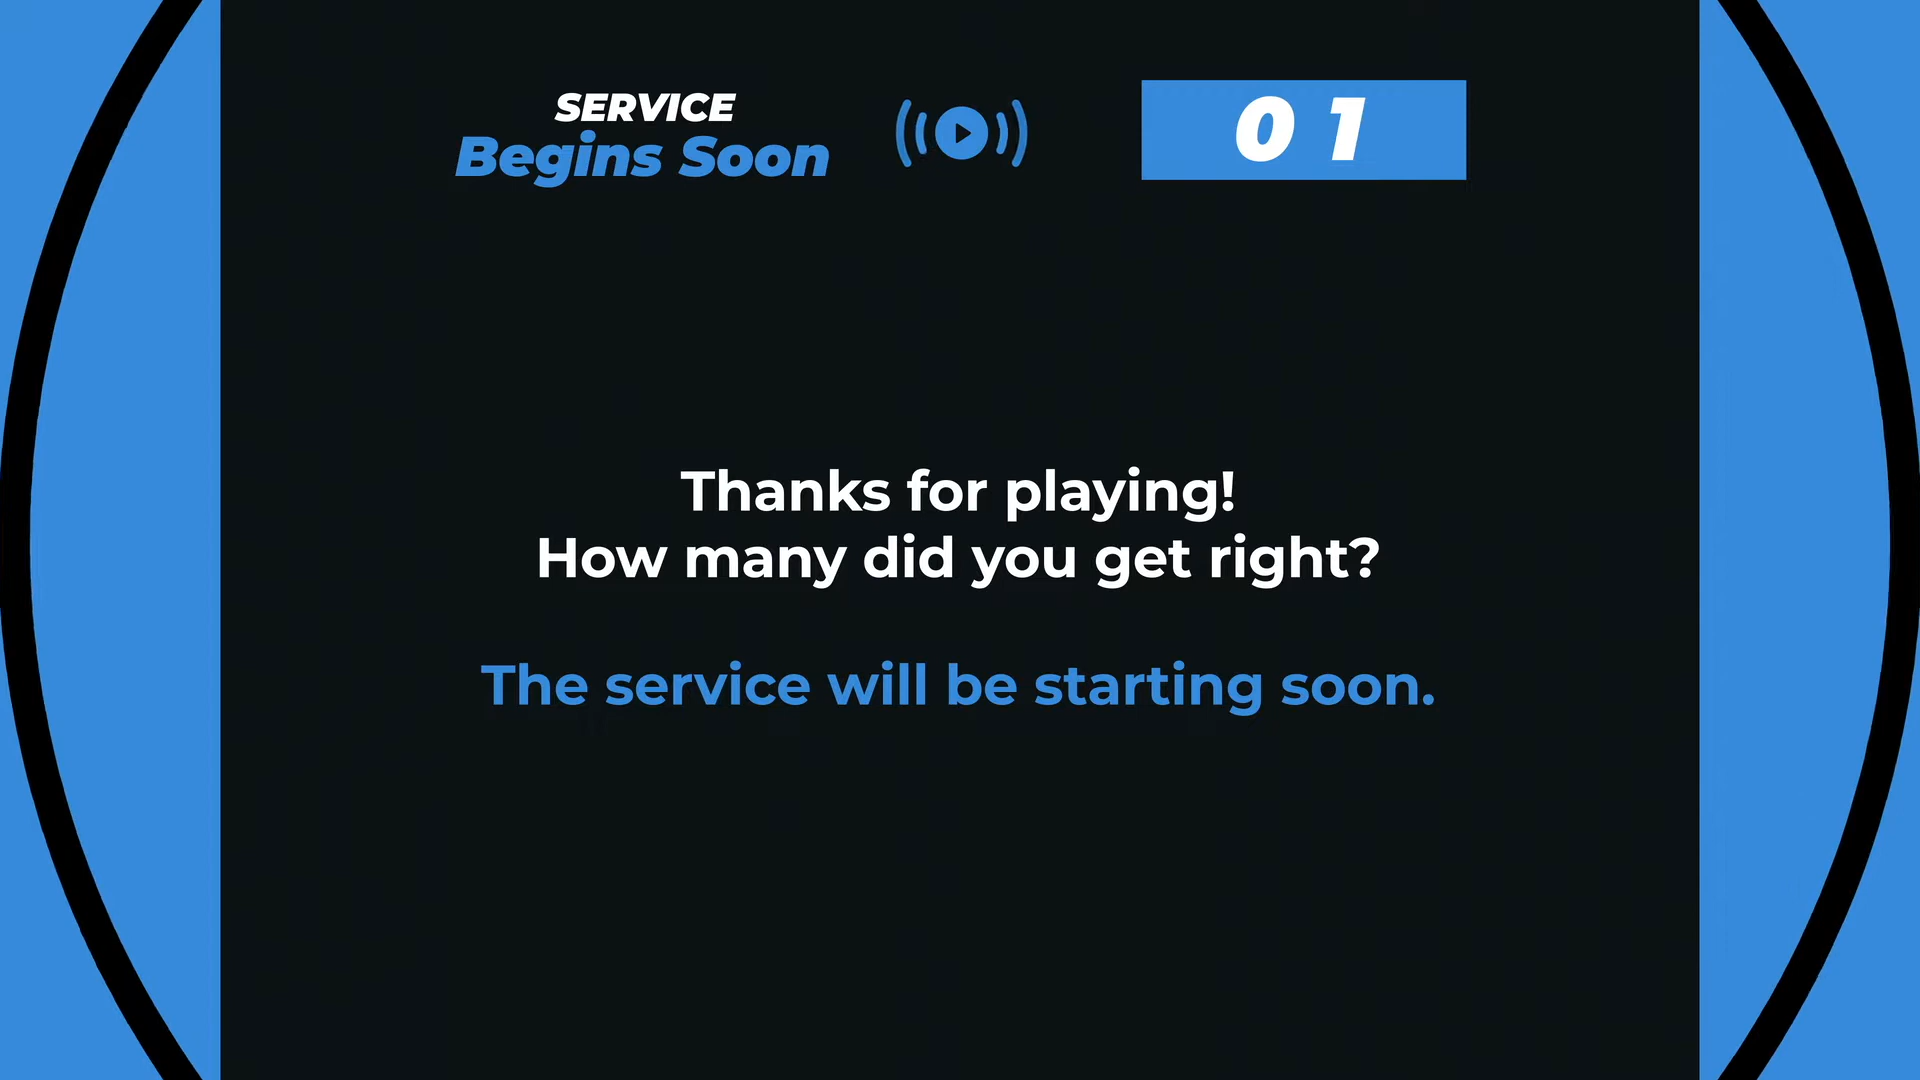 SERVICE
Begins Soon
01
Thanks for playing!
How many did you get right?
The service will be starting soon.